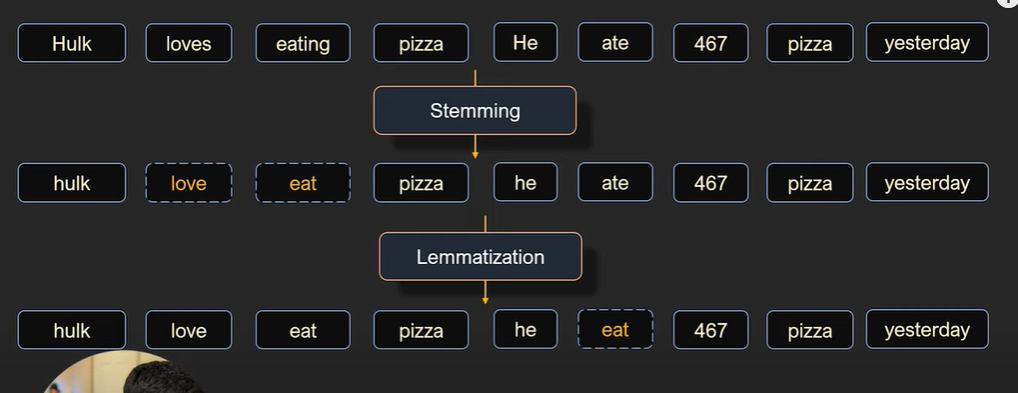 Hulk loves eating pizza He ate 467 pizza yesterday
Stemming
hulk love eat pizza he ate 467 pizza yesterday
Lemmatization
hulk love eat pizza he eat 467 pizza yesterday